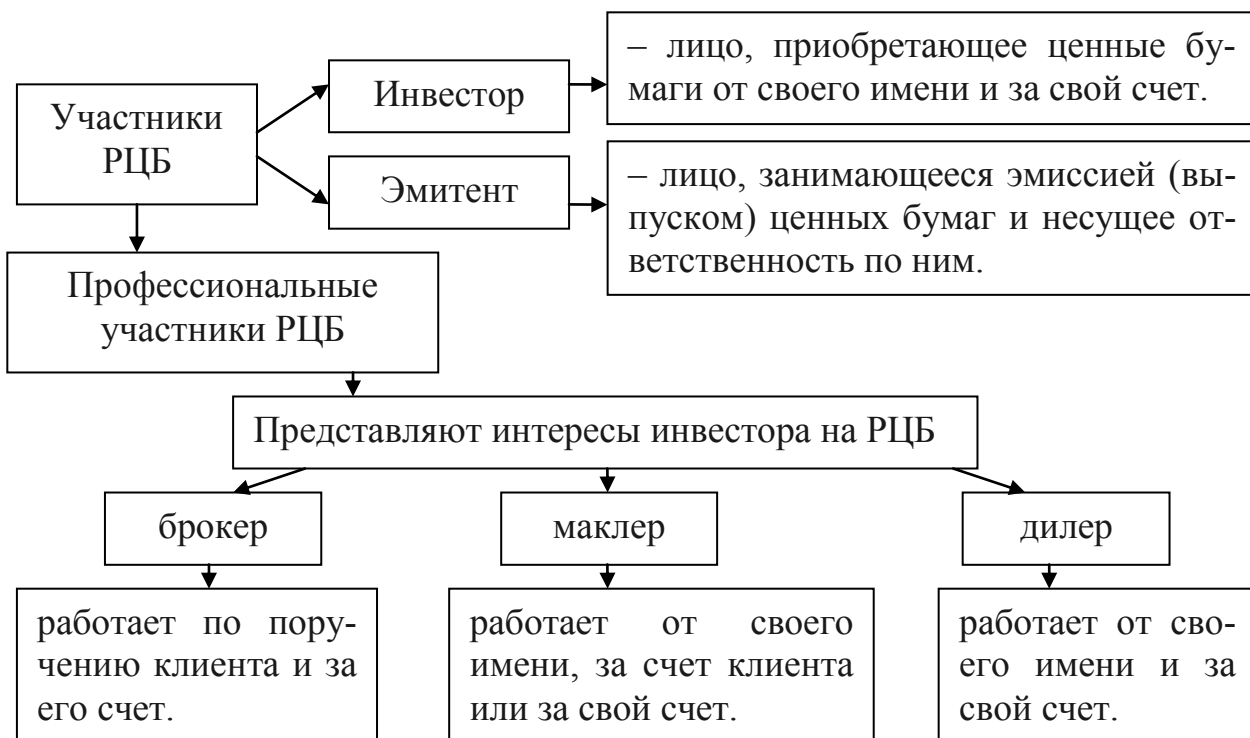 – лицо, приобретающее ценные бу-
маги от своего имени и за свой счет.
Инвестор
Участники
РЦБ
Эмитент
– лицо, занимающееся эмиссией (вы-
пуском) ценных бумаг и несущее от-
ветственность по ним.
Профессиональные
участники РЦБ
Представляют интересы инвестора на РЦБ
брокер
маклер
дилер
работает по пору-
чению клиента и за
его счет.
работает от своего
имени, за счет клиента
или за свой счет.
работает от сво-
его имени и за
свой счет.